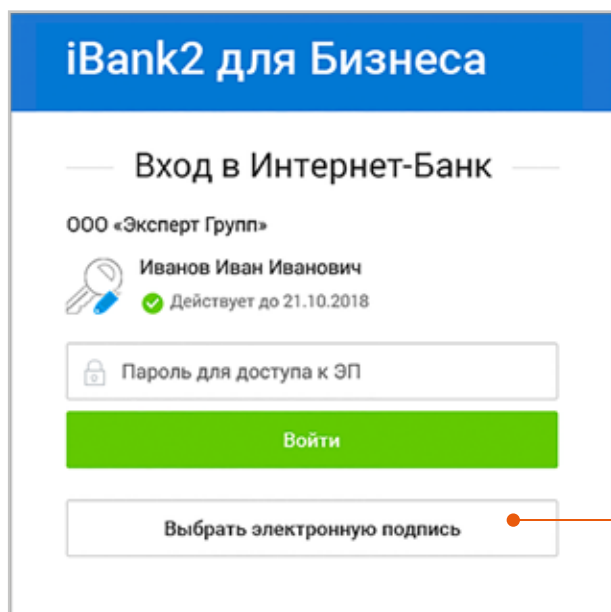 iBank2 для Бизнеса
Вход в Интернет-Банк
ООО «Эксперт Групп»
Иванов Иван Иванович
Действует до 21.10.2018
Пароль для доступа к ЭП
Войти
Выбрать электронную подпись